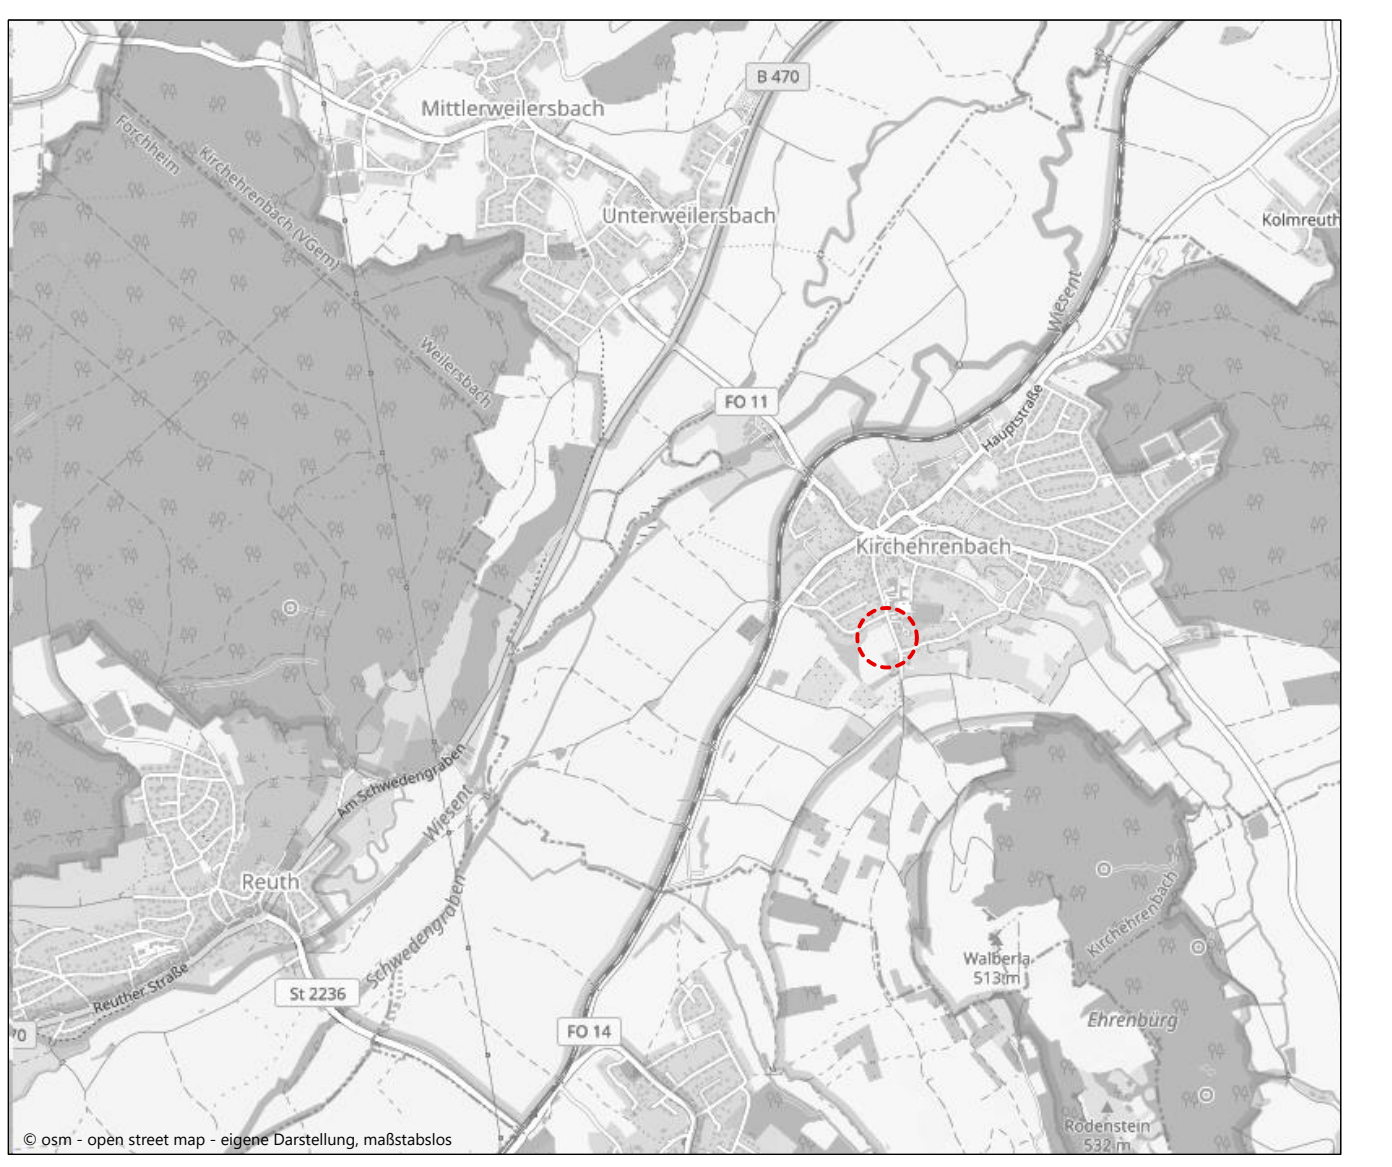 B 470
Mittlerweilersbach
Forchheim
Kirchehrenbach (VGem)
Unterweilersbach
Kolmreuth
Wiesent
Weilersbach
FO 11
Hauptstraße
Kirchehrenbach
Am Schwedengraben
Wiesent
Reuth
Schwedengraben
Kirchehrenbach
Walberla
513 m
Reuther Straße
St 2236
Ehrenbürg
70
FO 14
Rodenstein
532 m
© osm - open street map - eigene Darstellung, maßstabslos